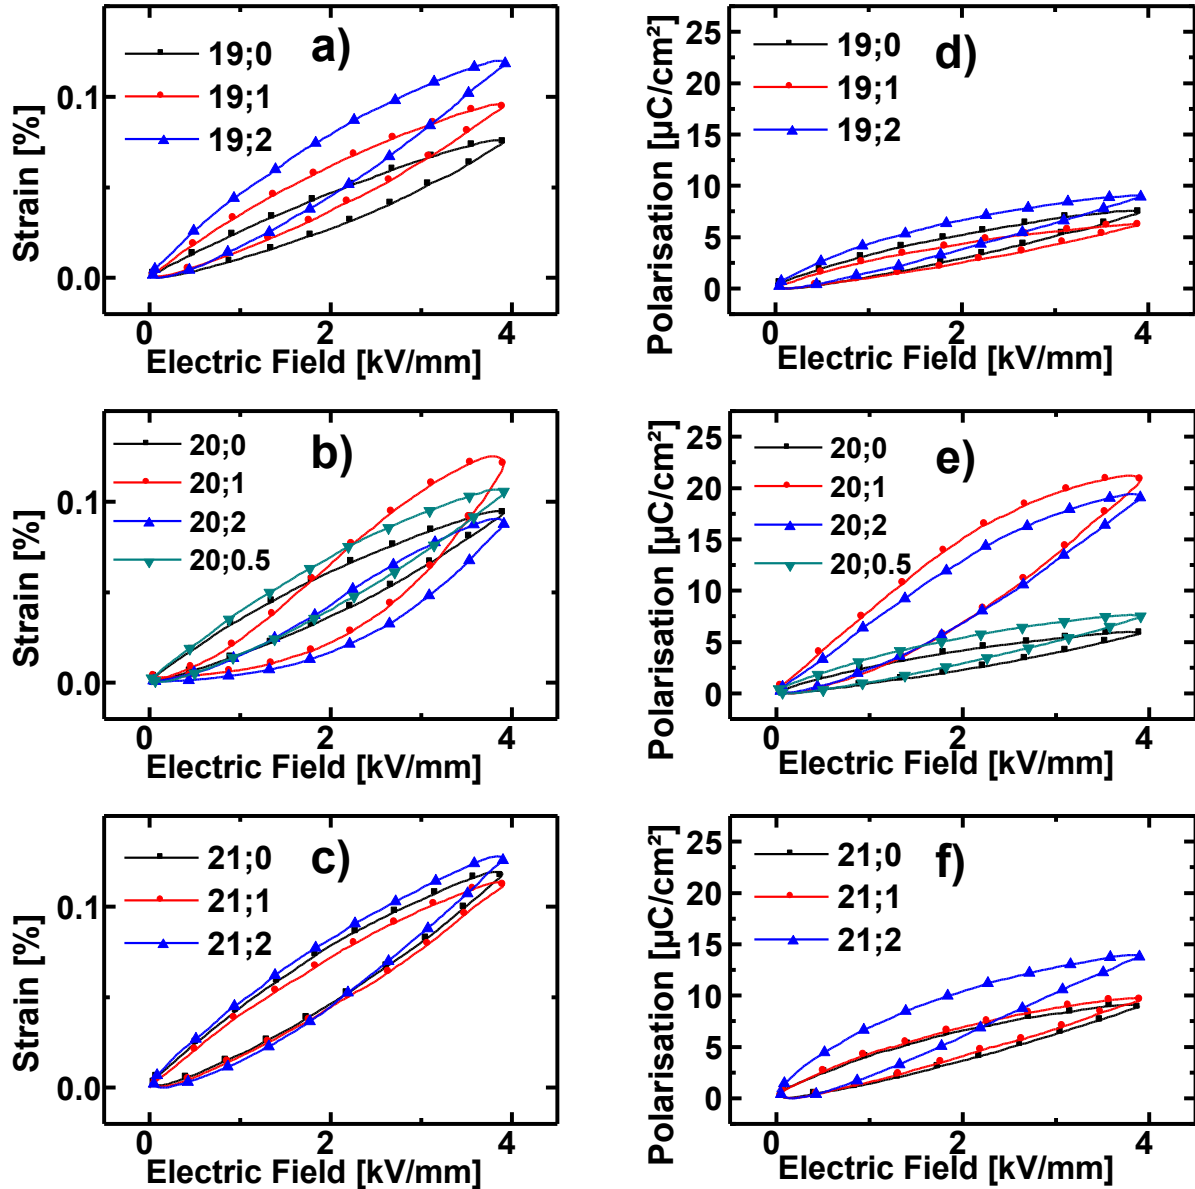 a)
19;0
19;1
19;2
0.1
0.0
Strain [%]
0 2 4
Electric Field [kV/mm]
d)
19;0
19;1
19;2
25
20
15
10
5
0
Polarisation [µC/cm²]
0 2 4
Electric Field [kV/mm]
b)
20;0
20;1
20;2
20;0.5
0.1
0.0
Strain [%]
0 2 4
Electric Field [kV/mm]
e)
20;0
20;1
20;2
20;0.5
25
20
15
10
5
0
Polarisation [µC/cm²]
0 2 4
Electric Field [kV/mm]
c)
21;0
21;1
21;2
0.1
0.0
Strain [%]
0 2 4
Electric Field [kV/mm]
f)
21;0
21;1
21;2
25
20
15
10
5
0
Polarisation [µC/cm²]
0 2 4
Electric Field [kV/mm]